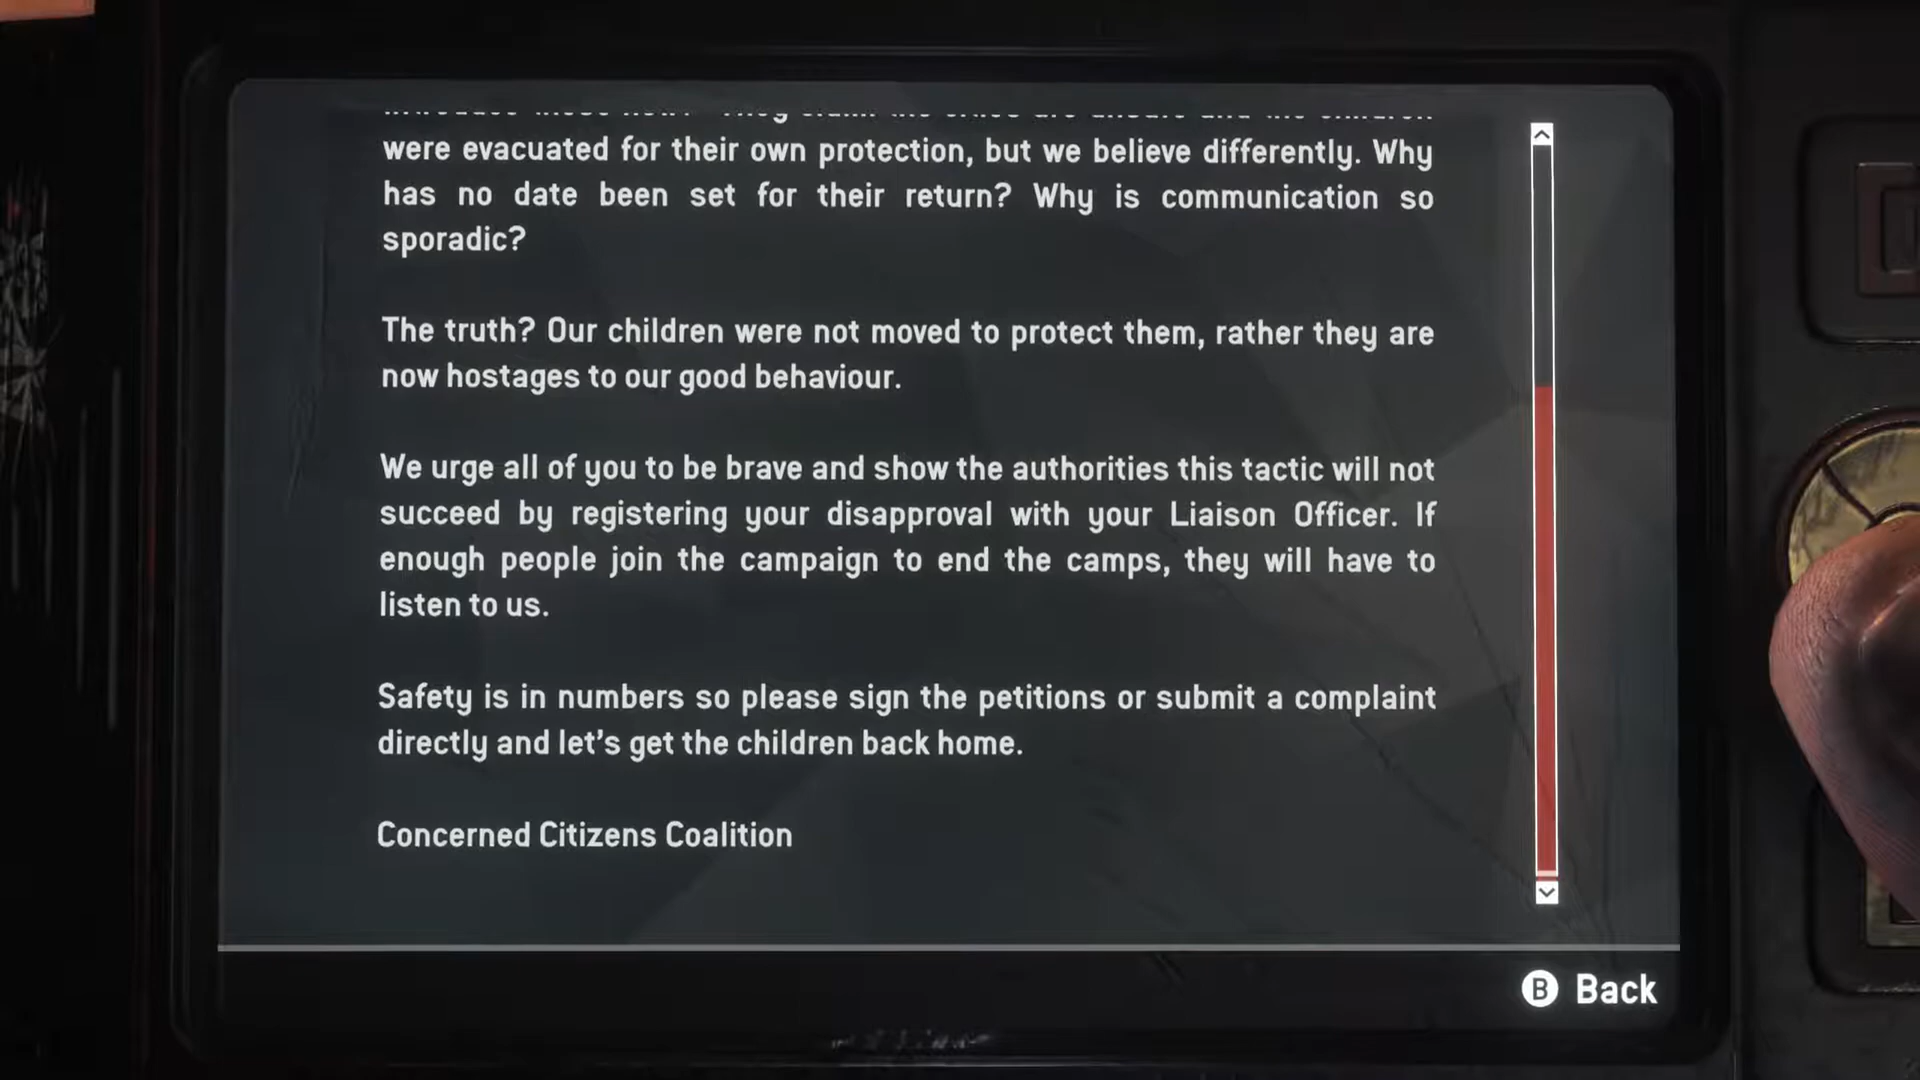 were evacuated for their own protection, but we believe differently. Why
has no date been set for their return? Why is communication so
sporadic?
The truth? Our children were not moved to protect them, rather they are
now hostages to our good behaviour.
We urge all of you to be brave and show the authorities this tactic will not
succeed by registering your disapproval with your Liaison Officer. If
enough people join the campaign to end the camps, they will have to
listen to us.
Safety is in numbers so please sign the petitions or submit a complaint
directly and let's get the children back home.
Concerned Citizens Coalition
B Back